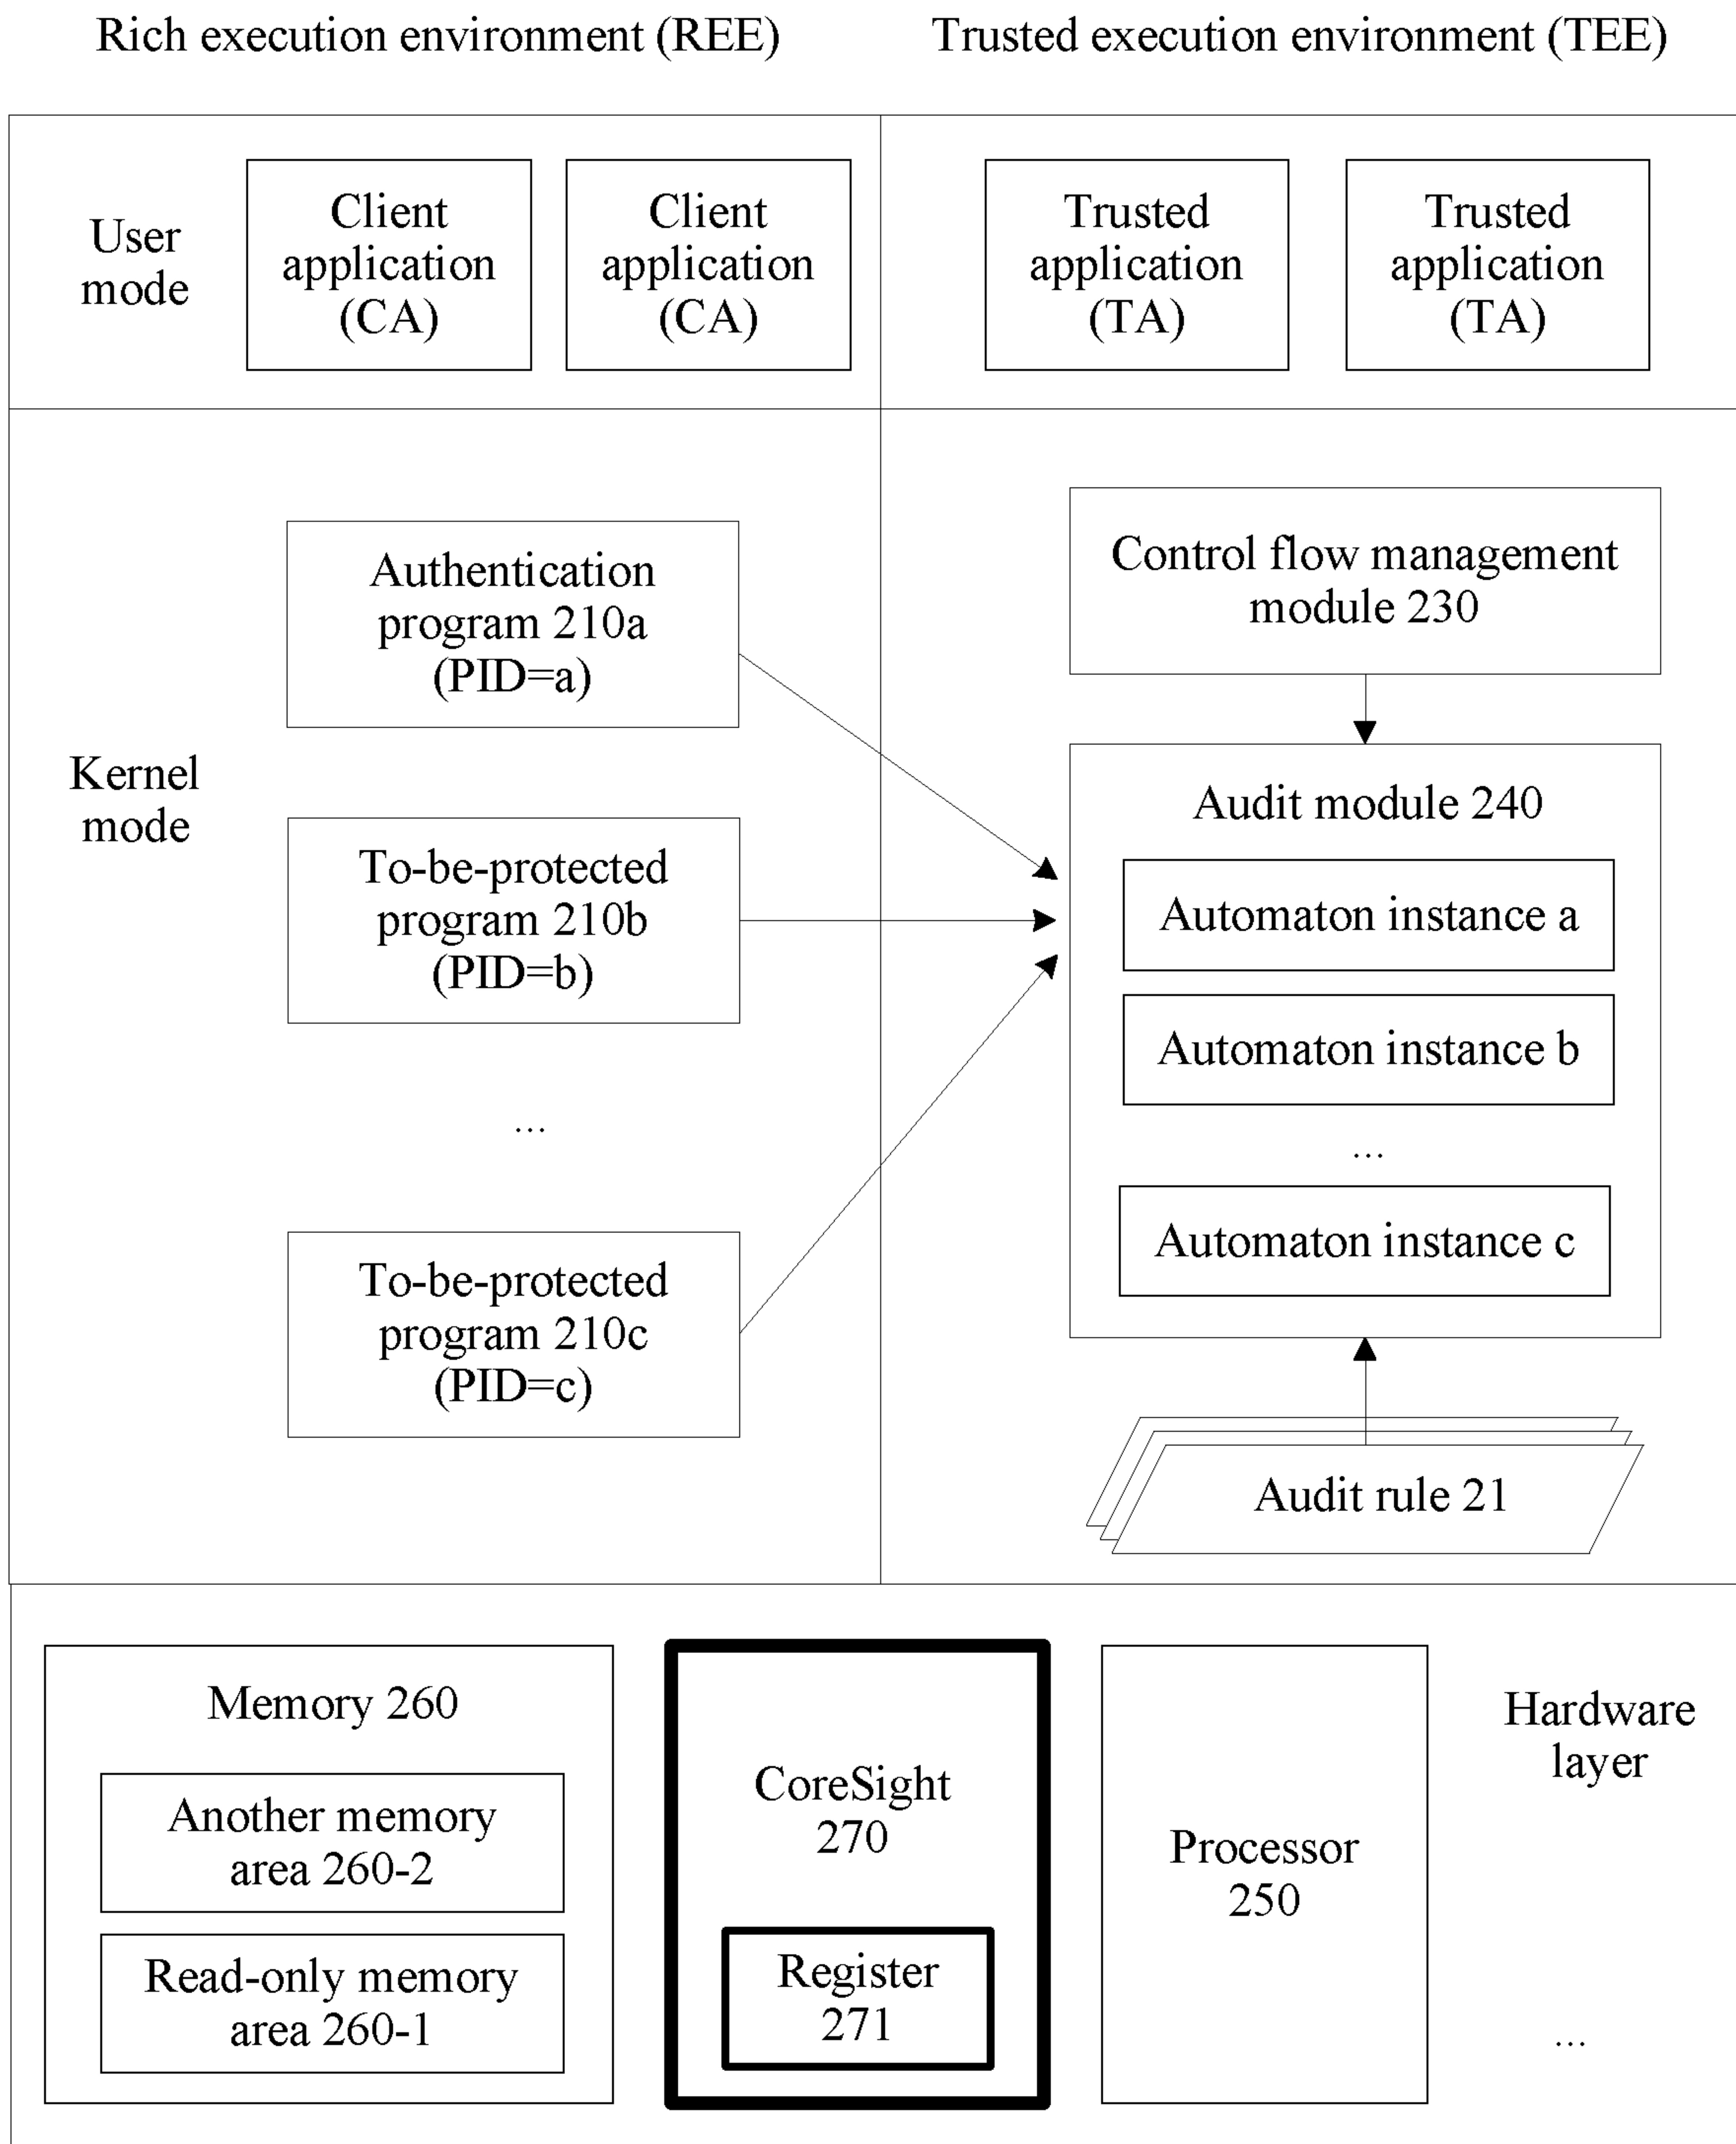 Rich execution environment (REE)
Trusted execution environment (TEE)
User
mode
Client
application
(CA)
Client
application
(CA)
Trusted
application
(TA)
Trusted
application
(TA)
Kernel
mode
Authentication
program 210a
(PID=a)
To-be-protected
program 210b
(PID=b)
...
To-be-protected
program 210c
(PID=c)
Control flow management
module 230
Audit module 240
Automaton instance a
Automaton instance b
...
Automaton instance c
Audit rule 21
Memory 260
Another memory
area 260-2
Read-only memory
area 260-1
CoreSight
270
Register
271
Processor
250
Hardware
layer
...